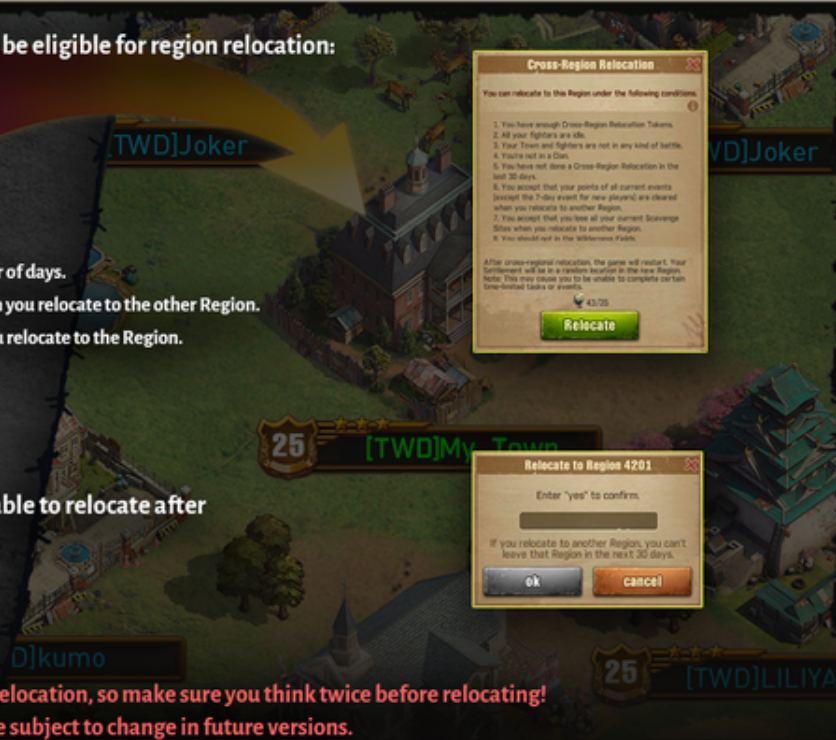 be eligible for region relocation:
Cross-Region Relocation
You can relocate to this Region under the following conditions.
1. You have enough Cross-Region Relocation Tokens.
2. All your fighters are idle.
3. Your Town and fighters are not in any kind of battle.
4. You're not in a Clan.
5. You have not done a Cross-Region Relocation in the
last 30 days.
6. You accept that your points of all current events
(except the 7-day event for new players) are cleared
when you relocate to another Region.
7. You accept that you lose all your current Scavenge
Sites when you relocate to another Region.
8. You should not in the Wilderness Fields.
After cross-regional relocation, the game will restart. Your
Settlement will be in a random location in the new Region.
Note: This may cause you to be unable to complete certain
time-limited tasks or events.
43/25
Relocate
[TWD]Joker
WD]Joker
r of days.
you relocate to the other Region.
relocate to the Region.
25
[TWD]My_Town
Relocate to Region 4201
Enter "yes" to confirm.
If you relocate to another Region, you can't
leave that Region in the next 30 days.
ok
cancel
able to relocate after
D]kumo
25
[TWD]LILIYA
elocation, so make sure you think twice before relocating!
e subject to change in future versions.